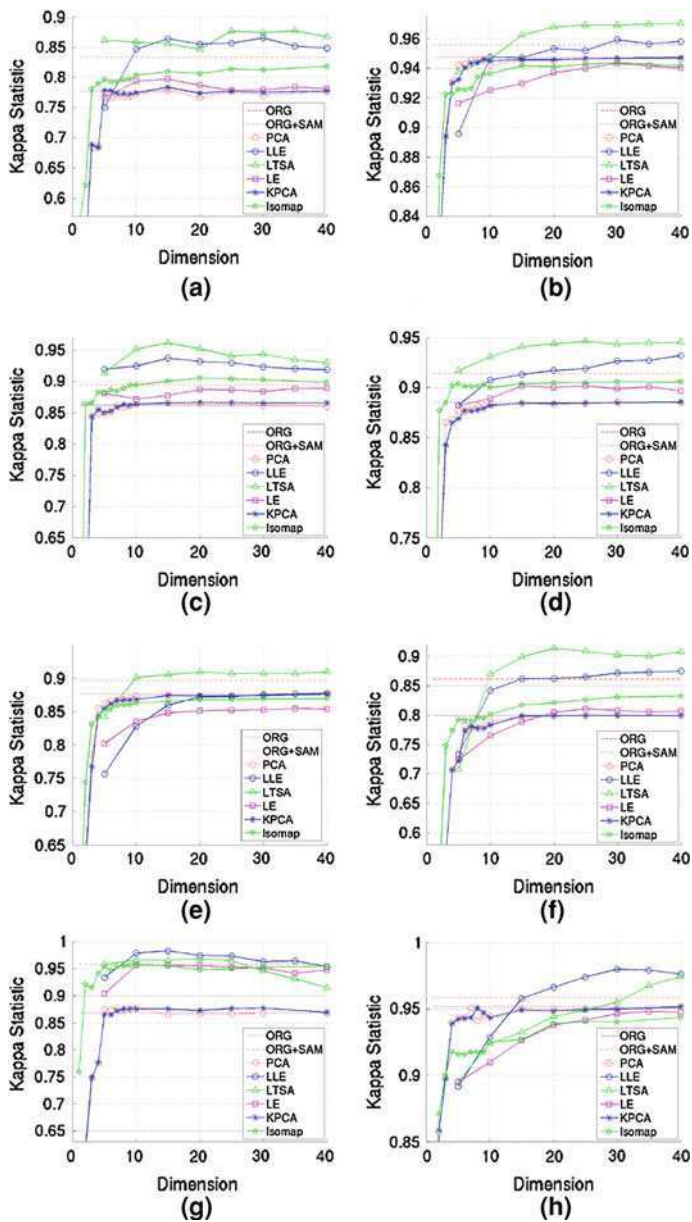 0.9
0.85
0.8
0.75
0.7
0.65
0.6
Kappa Statistic
ORG
ORG+SAM
PCA
LLE
LTSA
LE
KPCA
Isomap
0 10 20 30 40
Dimension
(a)
0.96
0.94
0.92
0.9
0.88
0.86
0.84
Kappa Statistic
ORG
ORG+SAM
PCA
LLE
LTSA
LE
KPCA
Isomap
0 10 20 30 40
Dimension
(b)
0.95
0.9
0.85
0.8
0.75
0.7
0.65
Kappa Statistic
ORG
ORG+SAM
PCA
LLE
LTSA
LE
KPCA
Isomap
0 10 20 30 40
Dimension
(c)
0.95
0.9
0.85
0.8
0.75
Kappa Statistic
ORG
ORG+SAM
PCA
LLE
LTSA
LE
KPCA
Isomap
0 10 20 30 40
Dimension
(d)
0.9
0.85
0.8
0.75
0.7
0.65
Kappa Statistic
ORG
ORG+SAM
PCA
LLE
LTSA
LE
KPCA
Isomap
0 10 20 30 40
Dimension
(e)
0.9
0.85
0.8
0.75
0.7
0.65
0.6
Kappa Statistic
ORG
ORG+SAM
PCA
LLE
LTSA
LE
KPCA
Isomap
0 10 20 30 40
Dimension
(f)
1
0.95
0.9
0.85
0.8
0.75
0.7
0.65
Kappa Statistic
ORG
ORG+SAM
PCA
LLE
LTSA
LE
KPCA
Isomap
0 10 20 30 40
Dimension
(g)
1
0.95
0.9
0.85
Kappa Statistic
ORG
ORG+SAM
PCA
LLE
LTSA
LE
KPCA
Isomap
0 10 20 30 40
Dimension
(h)